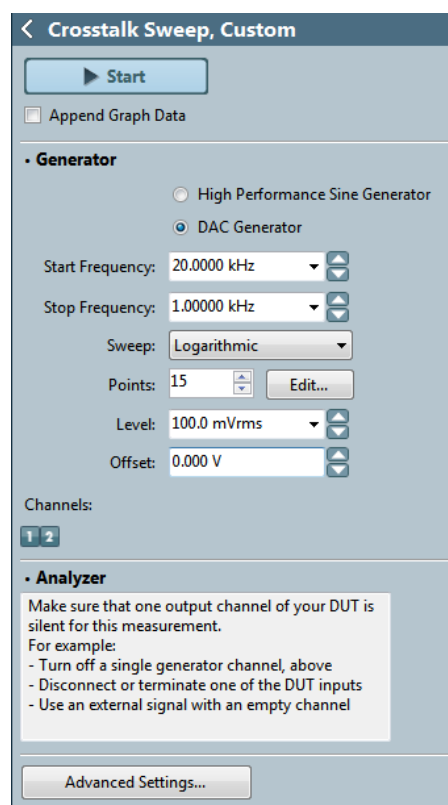 Crosstalk Sweep, Custom
Start
Append Graph Data
Generator
High Performance Sine Generator
DAC Generator
Start Frequency: 20.0000 kHz
Stop Frequency: 1.00000 kHz
Sweep: Logarithmic
Points: 15 Edit...
Level: 100.0 mVrms
Offset: 0.000 V
Channels:
1 2
Analyzer
Make sure that one output channel of your DUT is
silent for this measurement.
For example:
- Turn off a single generator channel, above
- Disconnect or terminate one of the DUT inputs
- Use an external signal with an empty channel
Advanced Settings...